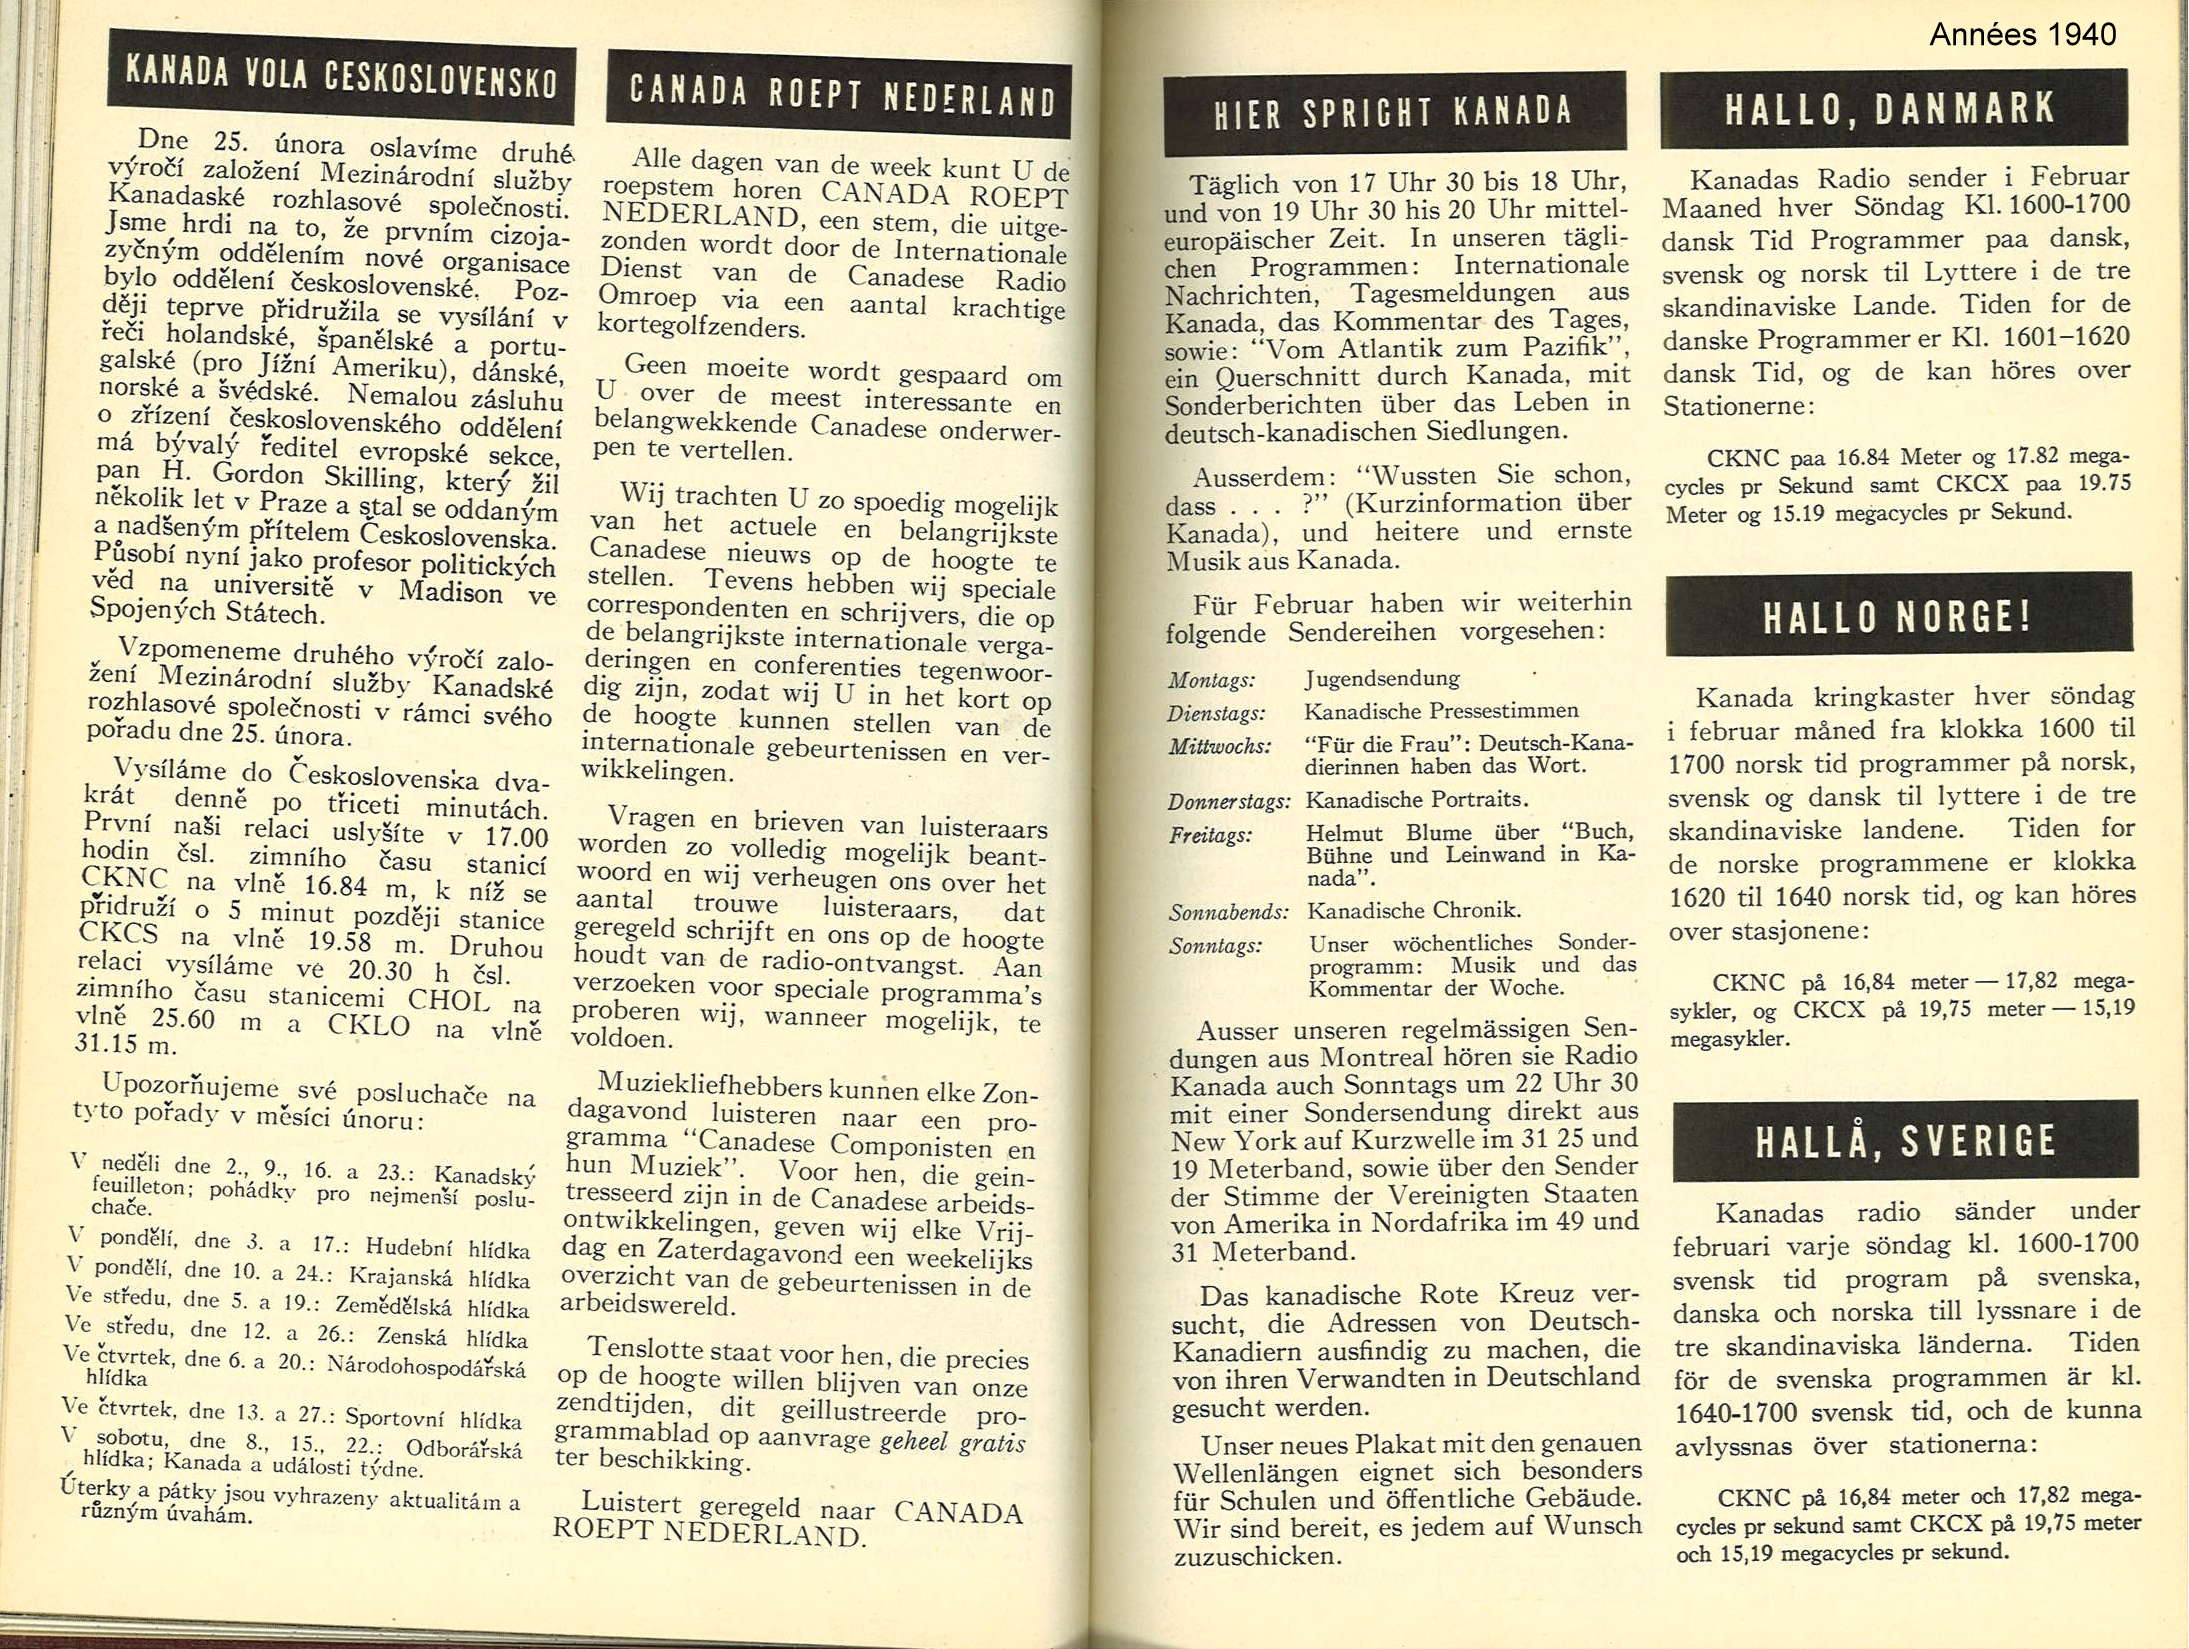 Années 1940
KANADA VOLA CESKOSLOVENSKO
Dne 25. února oslavíme druhé
výročí založení Mezinárodní služby
Kanadaské rozhlasové společnosti.
Jsme hrdi na to, že prvním cizoja-
zyčným oddělením nové organisace
bylo oddělení československé. Poz-
ději teprve přidružila se vysílání v
řeči holandské, španělské a portu-
galské (pro Jížní Ameriku), dánské,
norské a švédské. Nemalou zásluhu
o zřízení československého oddělení
má bývalý ředitel evropské sekce,
pan H. Gordon Skilling, který žil
několik let v Praze a stal se oddaným
a nadšeným přítelem Československa.
Působí nyní jako profesor politických
věd na universitě v Madison ve
Spojených Státech.
Vzpomeneme druhého výročí zalo-
žení Mezinárodní služby Kanadské
rozhlasové společnosti v rámci svého
pořadu dne 25. února.
Vysíláme do Československa dva-
krát denně po třiceti minutách.
První naši relaci uslyšíte v 17.00
hodin čsl. zimního času stanicí
CKNC na vlně 16.84 m, k níž se
přidruží o 5 minut později stanice
CKCS na vlně 19.58 m. Druhou
relaci vysíláme ve 20.30 h čsl.
zimního času stanicemi CHOL na
vlně 25.60 m a CKLO na vlně
31.15 m.
Upozorňujeme své posluchače na
tyto pořady v měsíci únoru:
V neděli dne 2., 9., 16. a 23.: Kanadský
feuilleton; pohádky pro nejmenší poslu-
chače.
V pondělí, dne 3. a 17.: Hudební hlídka
V pondělí, dne 10. a 24.: Krajanská hlídka
Ve středu, dne 5. a 19.: Zemědělská hlídka
Ve středu, dne 12. a 26.: Zenská hlídka
Ve čtvrtek, dne 6. a 20.: Národohospodářská
hlídka
Ve čtvrtek, dne 13. a 27.: Sportovní hlídka
V sobotu, dne 8., 15., 22.: Odborářská
hlídka; Kanada a události týdne.
Úterky a pátky jsou vyhrazeny aktualitám a
různým úvahám.
CANADA ROEPT NEDERLAND
Alle dagen van de week kunt U de
roepstem horen CANADA ROEPT
NEDERLAND, een stem, die uitge-
zonden wordt door de Internationale
Dienst van de Canadese Radio
Omroep via een aantal krachtige
kortegolfzenders.
Geen moeite wordt gespaard om
U over de meest interessante en
belangwekkende Canadese onderwer-
pen te vertellen.
Wij trachten U zo spoedig mogelijk
van het actuele en belangrijkste
Canadese nieuws op de hoogte te
stellen. Tevens hebben wij speciale
correspondenten en schrijvers, die op
de belangrijkste internationale verga-
deringen en conferenties tegenwoor-
dig zijn, zodat wij U in het kort op
de hoogte kunnen stellen van de
internationale gebeurtenissen en ver-
wikkelingen.
Vragen en brieven van luisteraars
worden zo volledig mogelijk beant-
woord en wij verheugen ons over het
aantal trouwe luisteraars, dat
geregeld schrijft en ons op de hoogte
houdt van de radio-ontvangst. Aan
verzoeken voor speciale programma's
proberen wij, wanneer mogelijk, te
voldoen.
Muziekliefhebbers kunnen elke Zon-
dagavond luisteren naar een pro-
gramma "Canadese Componisten en
hun Muziek". Voor hen, die gein-
tresseerd zijn in de Canadese arbeids-
ontwikkelingen, geven wij elke Vrij-
dag en Zaterdagavond een weekelijks
overzicht van de gebeurtenissen in de
arbeidswereld.
Tenslotte staat voor hen, die precies
op de hoogte willen blijven van onze
zendtijden, dit geillustreerde pro-
grammablad op aanvrage geheel gratis
ter beschikking.
Luistert geregeld naar CANADA
ROEPT NEDERLAND.
HIER SPRICHT KANADA
Täglich von 17 Uhr 30 bis 18 Uhr,
und von 19 Uhr 30 his 20 Uhr mittel-
europäischer Zeit. In unseren tägli-
chen Programmen: Internationale
Nachrichten, Tagesmeldungen aus
Kanada, das Kommentar des Tages,
sowie: "Vom Atlantik zum Pazifik",
ein Querschnitt durch Kanada, mit
Sonderberichten über das Leben in
deutsch-kanadischen Siedlungen.
Ausserdem: "Wussten Sie schon,
dass . . . ?" (Kurzinformation über
Kanada), und heitere und ernste
Musik aus Kanada.
Für Februar haben wir weiterhin
folgende Sendereihen vorgesehen:
Montags: Jugendsendung
Dienstags: Kanadische Pressestimmen
Mittwochs: "Für die Frau": Deutsch-Kana-
dierinnen haben das Wort.
Donnerstags: Kanadische Portraits.
Freitags: Helmut Blume über "Buch,
Bühne und Leinwand in Ka-
nada".
Sonnabends: Kanadische Chronik.
Sonntags: Unser wöchentliches Sonder-
programm: Musik und das
Kommentar der Woche.
Ausser unseren regelmässigen Sen-
dungen aus Montreal hören sie Radio
Kanada auch Sonntags um 22 Uhr 30
mit einer Sondersendung direkt aus
New York auf Kurzwelle im 31 25 und
19 Meterband, sowie über den Sender
der Stimme der Vereinigten Staaten
von Amerika in Nordafrika im 49 und
31 Meterband.
Das kanadische Rote Kreuz ver-
sucht, die Adressen von Deutsch-
Kanadiern ausfindig zu machen, die
von ihren Verwandten in Deutschland
gesucht werden.
Unser neues Plakat mit den genauen
Wellenlängen eignet sich besonders
für Schulen und öffentliche Gebäude.
Wir sind bereit, es jedem auf Wunsch
zuzuschicken.
HALLO, DANMARK
Kanadas Radio sender i Februar
Maaned hver Söndag Kl. 1600-1700
dansk Tid Programmer paa dansk,
svensk og norsk til Lyttere i de tre
skandinaviske Lande. Tiden for de
danske Programmer er Kl. 1601-1620
dansk Tid, og de kan höres over
Stationerne:
CKNC paa 16.84 Meter og 17.82 mega-
cycles pr Sekund samt CKCX paa 19.75
Meter og 15.19 megacycles pr Sekund.
HALLO NORGE!
Kanada kringkaster hver söndag
i februar måned fra klokka 1600 til
1700 norsk tid programmer på norsk,
svensk og dansk til lyttere i de tre
skandinaviske landene. Tiden for
de norske programmene er klokka
1620 til 1640 norsk tid, og kan höres
over stasjonene:
CKNC på 16,84 meter — 17,82 mega-
sykler, og CKCX på 19,75 meter — 15,19
megasykler.
HALLÅ, SVERIGE
Kanadas radio sänder under
februari varje söndag kl. 1600-1700
svensk tid program på svenska,
danska och norska till lyssnare i de
tre skandinaviska länderna. Tiden
för de svenska programmen är kl.
1640-1700 svensk tid, och de kunna
avlyssnas över stationerna:
CKNC på 16,84 meter och 17,82 mega-
cycles pr sekund samt CKCX på 19,75 meter
och 15,19 megacycles pr sekund.